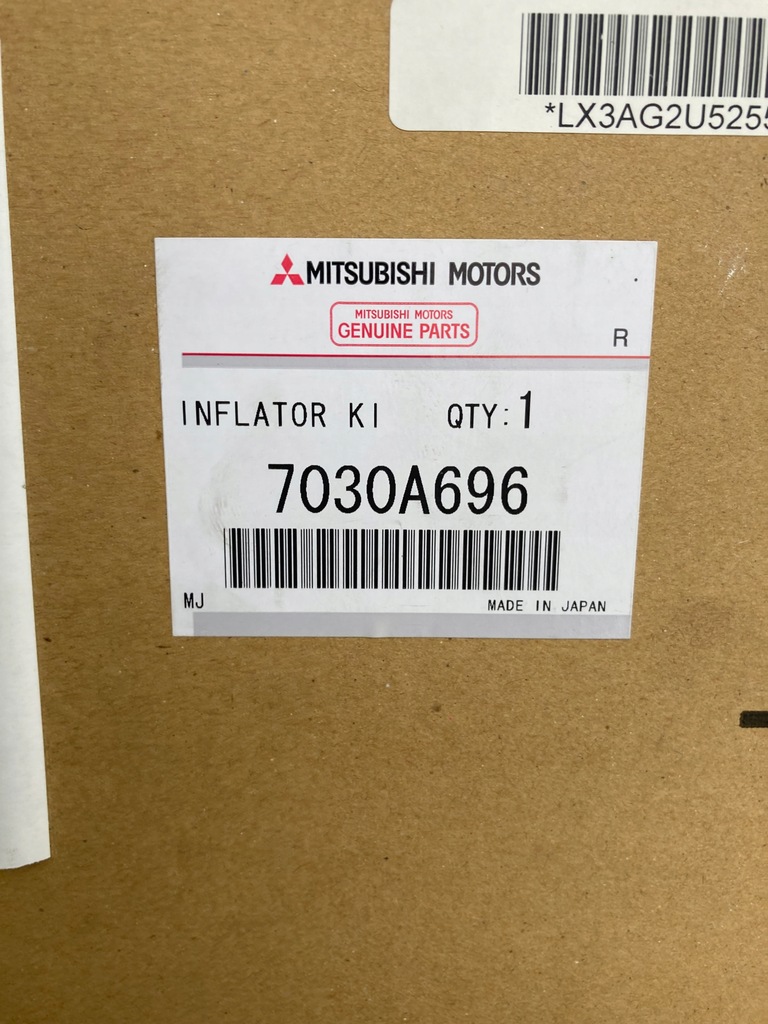 *LX3AG2U5255
MITSUBISHI MOTORS
MITSUBISHI MOTORS
GENUINE PARTS
R
INFLATOR KI QTY:1
7030A696
MJ MADE IN JAPAN